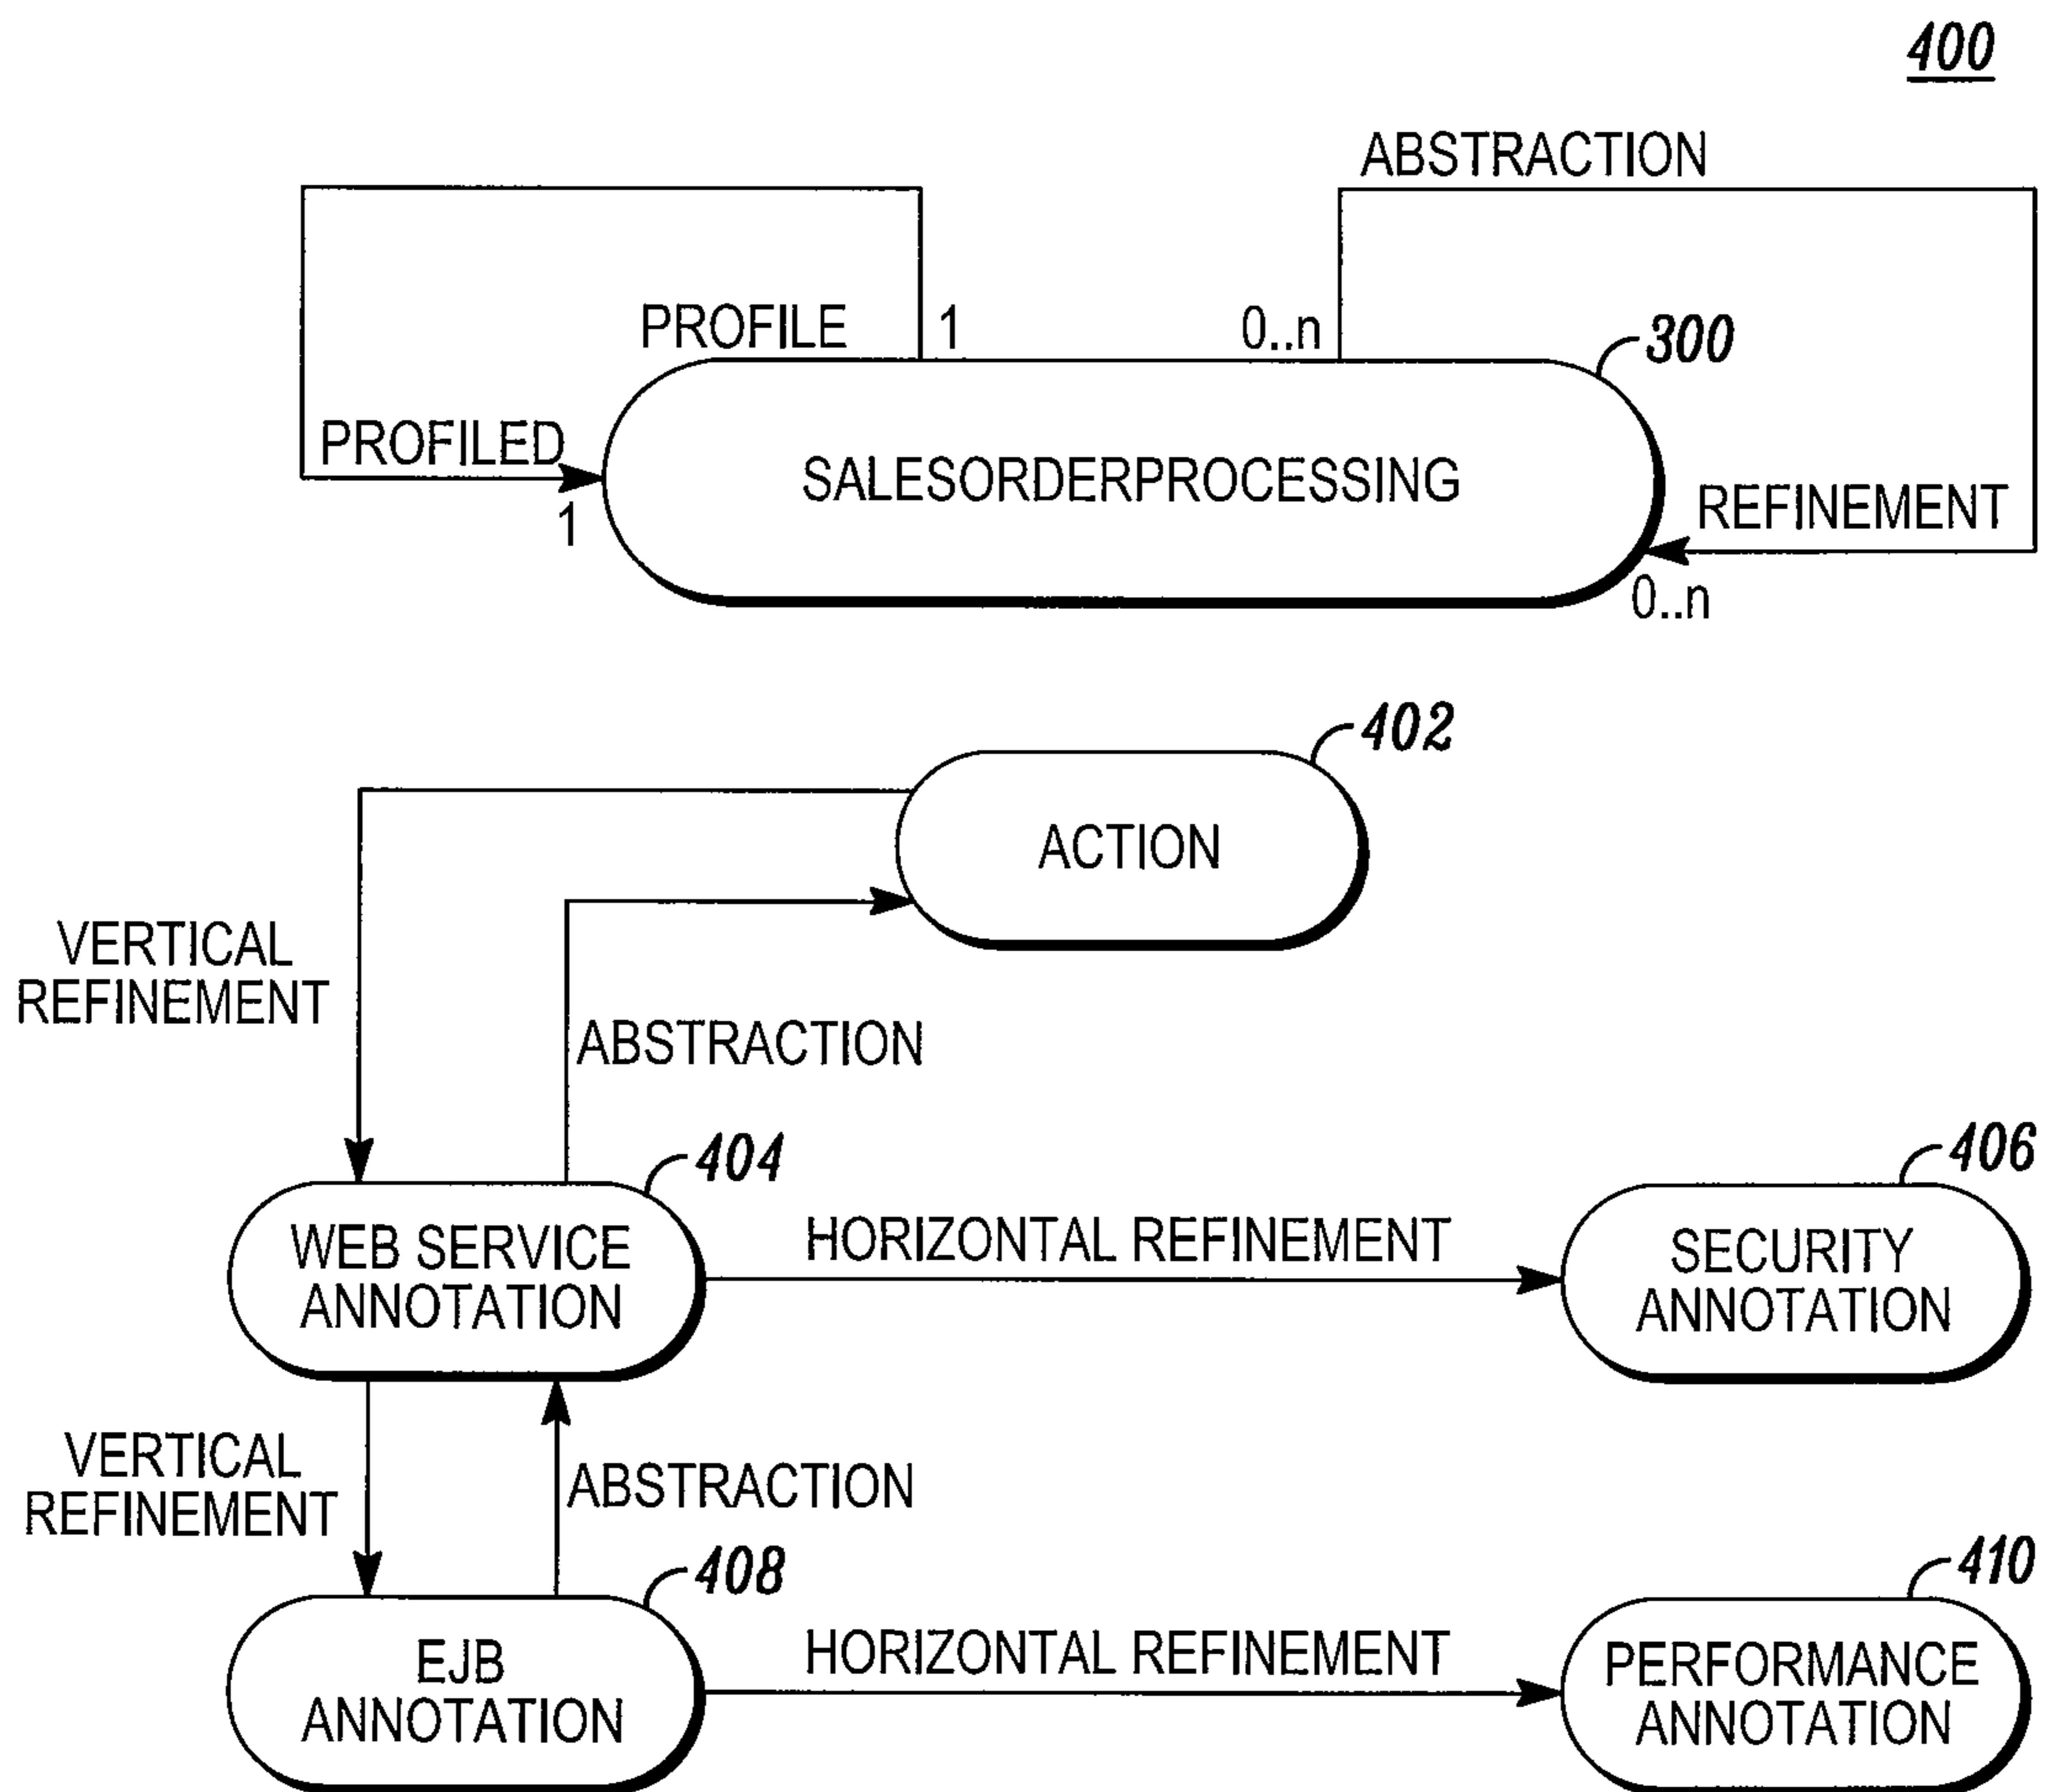 400
ABSTRACTION
PROFILE
1
0..n
300
PROFILED
1
SALESORDERPROCESSING
REFINEMENT
0..n
402
ACTION
VERTICAL
REFINEMENT
ABSTRACTION
404
406
WEB SERVICE
ANNOTATION
HORIZONTAL REFINEMENT
SECURITY
ANNOTATION
VERTICAL
REFINEMENT
ABSTRACTION
408
410
EJB
ANNOTATION
HORIZONTAL REFINEMENT
PERFORMANCE
ANNOTATION